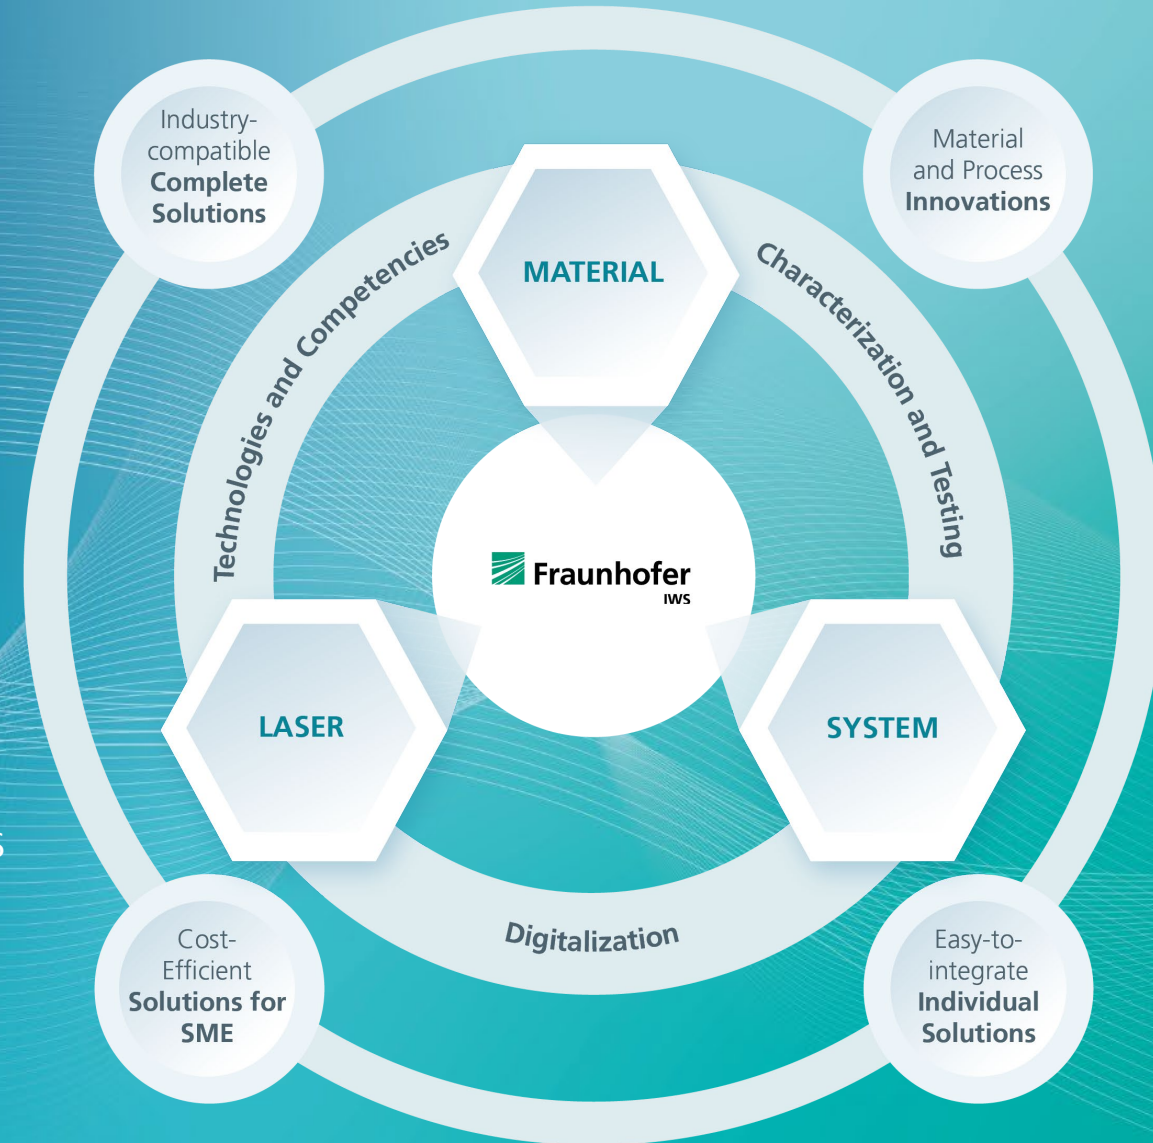 Industry-
compatible
Complete
Solutions
Material
and Process
Innovations
MATERIAL
Technologies and Competencies
Characterization and Testing
Fraunhofer
IWS
LASER
SYSTEM
Digitalization
s
Cost-
Efficient
Solutions for
SME
Easy-to-
integrate
Individual
Solutions